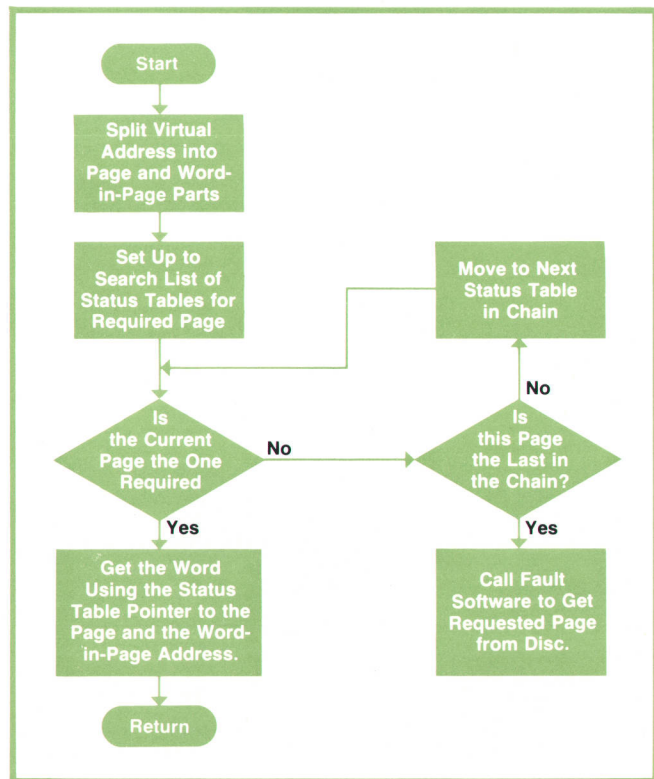 Start
Split Virtual
Address into
Page and Word-
in-Page Parts
Set Up to
Search List of
Status Tables for
Required Page
Move to Next
Status Table
in Chain
Is
the Current
Page the One
Required
No
Is
this Page
the Last in
the Chain?
No
Yes
Yes
Get the Word
Using the Status
Table Pointer to the
Page and the Word-
in-Page Address.
Call Fault
Software to Get
Requested Page
from Disc.
Return